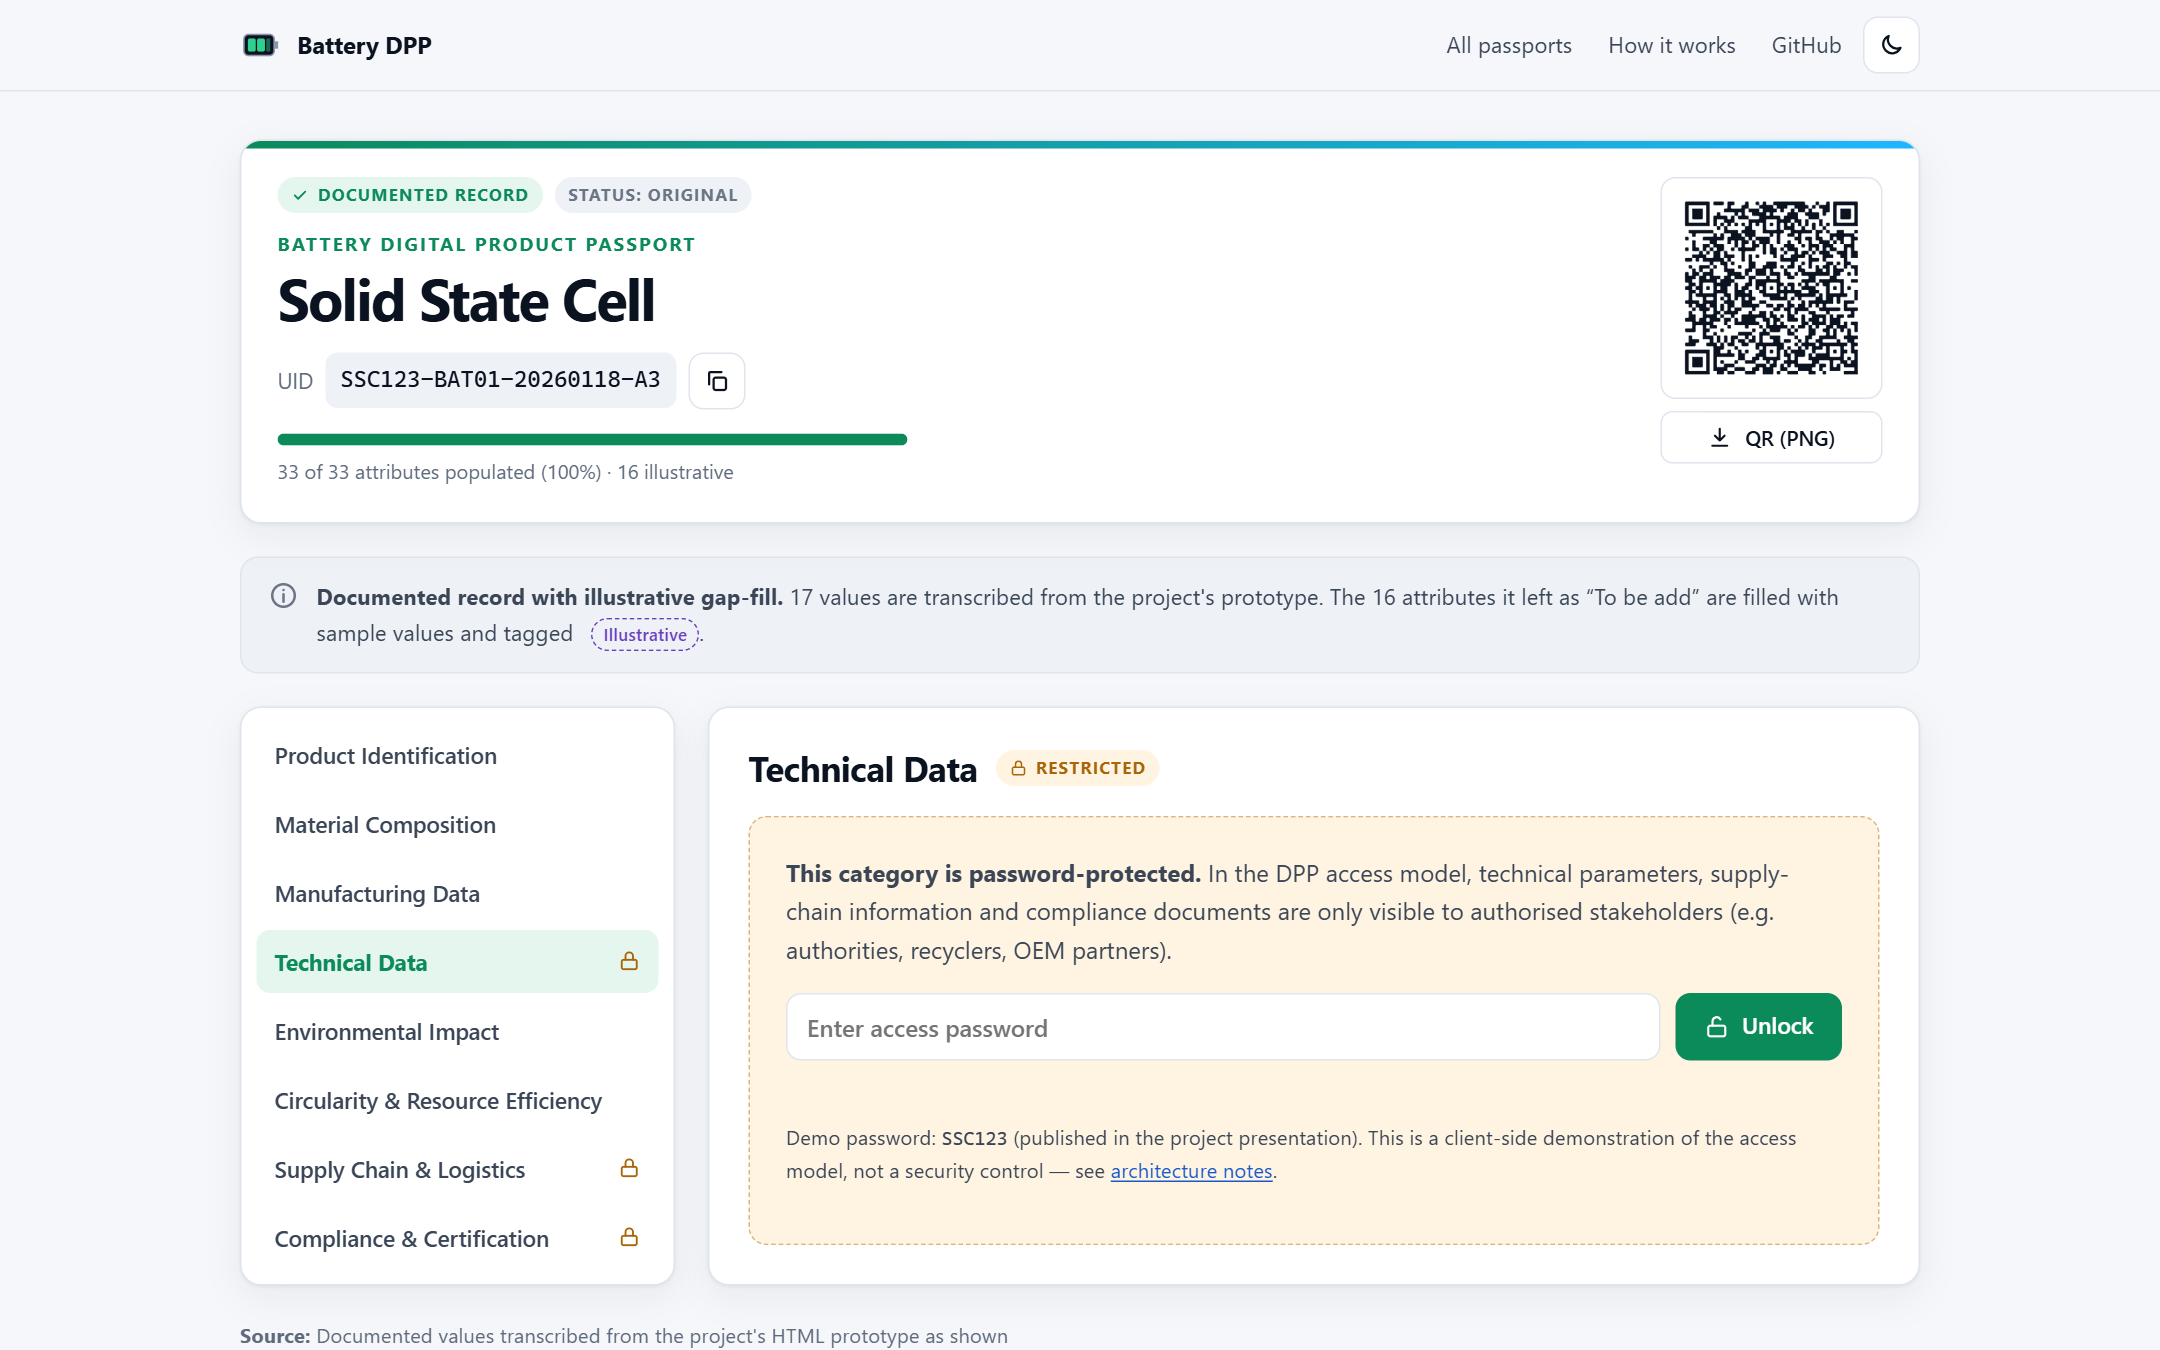 Battery DPP
All passports How it works GitHub
DOCUMENTED RECORD STATUS: ORIGINAL
BATTERY DIGITAL PRODUCT PASSPORT
Solid State Cell
UID SSC123-BAT01-20260118-A3
33 of 33 attributes populated (100%) · 16 illustrative
QR (PNG)
Documented record with illustrative gap-fill. 17 values are transcribed from the project's prototype. The 16 attributes it left as “To be add” are filled with
sample values and tagged Illustrative.
Product Identification
Material Composition
Manufacturing Data
Technical Data
Environmental Impact
Circularity & Resource Efficiency
Supply Chain & Logistics
Compliance & Certification
Technical Data RESTRICTED
This category is password-protected. In the DPP access model, technical parameters, supply-
chain information and compliance documents are only visible to authorised stakeholders (e.g.
authorities, recyclers, OEM partners).
Enter access password Unlock
Demo password: SSC123 (published in the project presentation). This is a client-side demonstration of the access
model, not a security control — see architecture notes.
Source: Documented values transcribed from the project's HTML prototype as shown